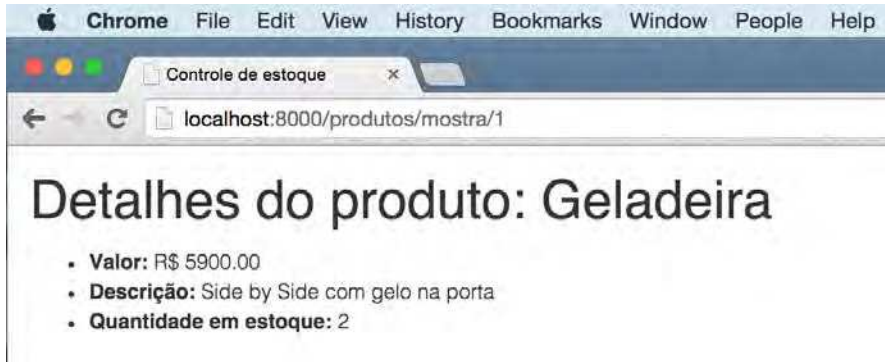 Chrome File Edit View History Bookmarks Window People Help
Controle de estoque ×
localhost:8000/produtos/mostra/1
Detalhes do produto: Geladeira
• Valor: R$ 5900.00
• Descrição: Side by Side com gelo na porta
• Quantidade em estoque: 2